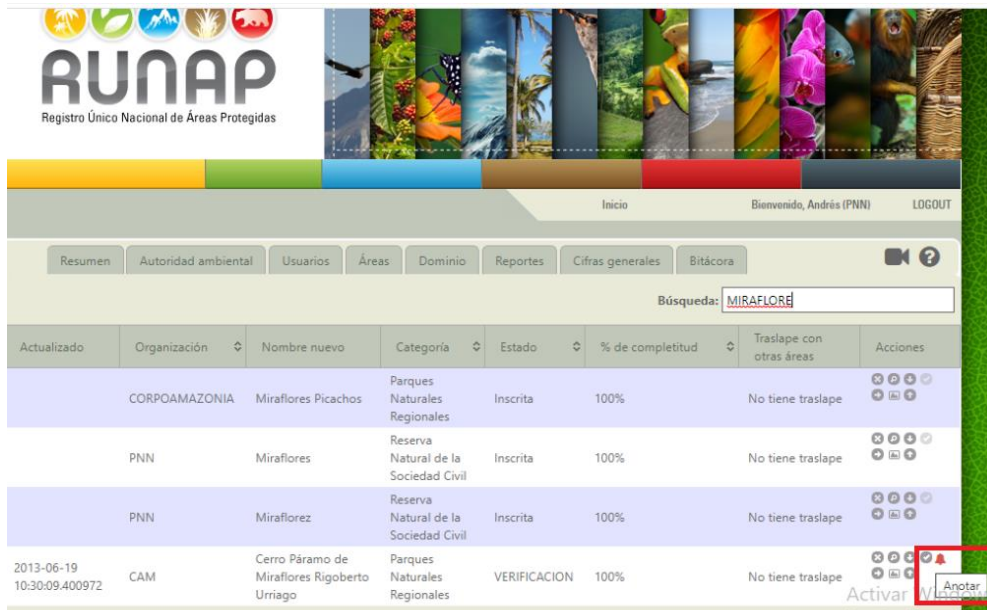 RUNAP
Registro Único Nacional de Áreas Protegidas
Inicio Bienvenido, Andrés (PNN) LOGOUT
Resumen Autoridad ambiental Usuarios Áreas Dominio Reportes Cifras generales Bitácora
Búsqueda: MIRAFLORE
Actualizado Organización Nombre nuevo Categoría Estado % de completitud Traslape con
otras áreas Acciones
CORPOAMAZONIA Miraflores Picachos Parques
Naturales
Regionales Inscrita 100% No tiene traslape
PNN Miraflores Reserva
Natural de la
Sociedad Civil Inscrita 100% No tiene traslape
PNN Miraflorez Reserva
Natural de la
Sociedad Civil Inscrita 100% No tiene traslape
2013-06-19
10:30:09.400972 CAM Cerro Páramo de
Miraflores Rigoberto
Urriago Parques
Naturales
Regionales VERIFICACION 100% No tiene traslape
Anotar
Activar Windows